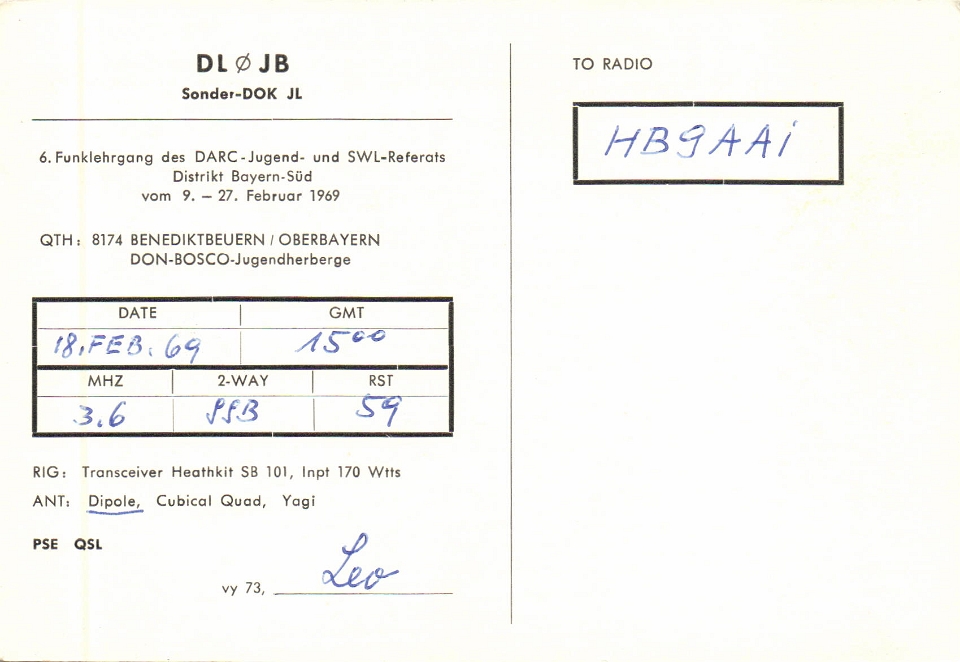 DLØJB
Sonder-DOK JL
6. Funklehrgang des DARC-Jugend- und SWL-Referats
Distrikt Bayern-Süd
vom 9. – 27. Februar 1969
QTH: 8174 BENEDIKTBEUERN / OBERBAYERN
DON-BOSCO-Jugendherberge
DATE GMT
18. FEB. 69 15°°
MHZ 2-WAY RST
3.6 SSB 59
RIG: Transceiver Heathkit SB 101, Inpt 170 Wtts
ANT: Dipole, Cubical Quad, Yagi
PSE QSL
vy 73, Leo
TO RADIO
HB9AAi